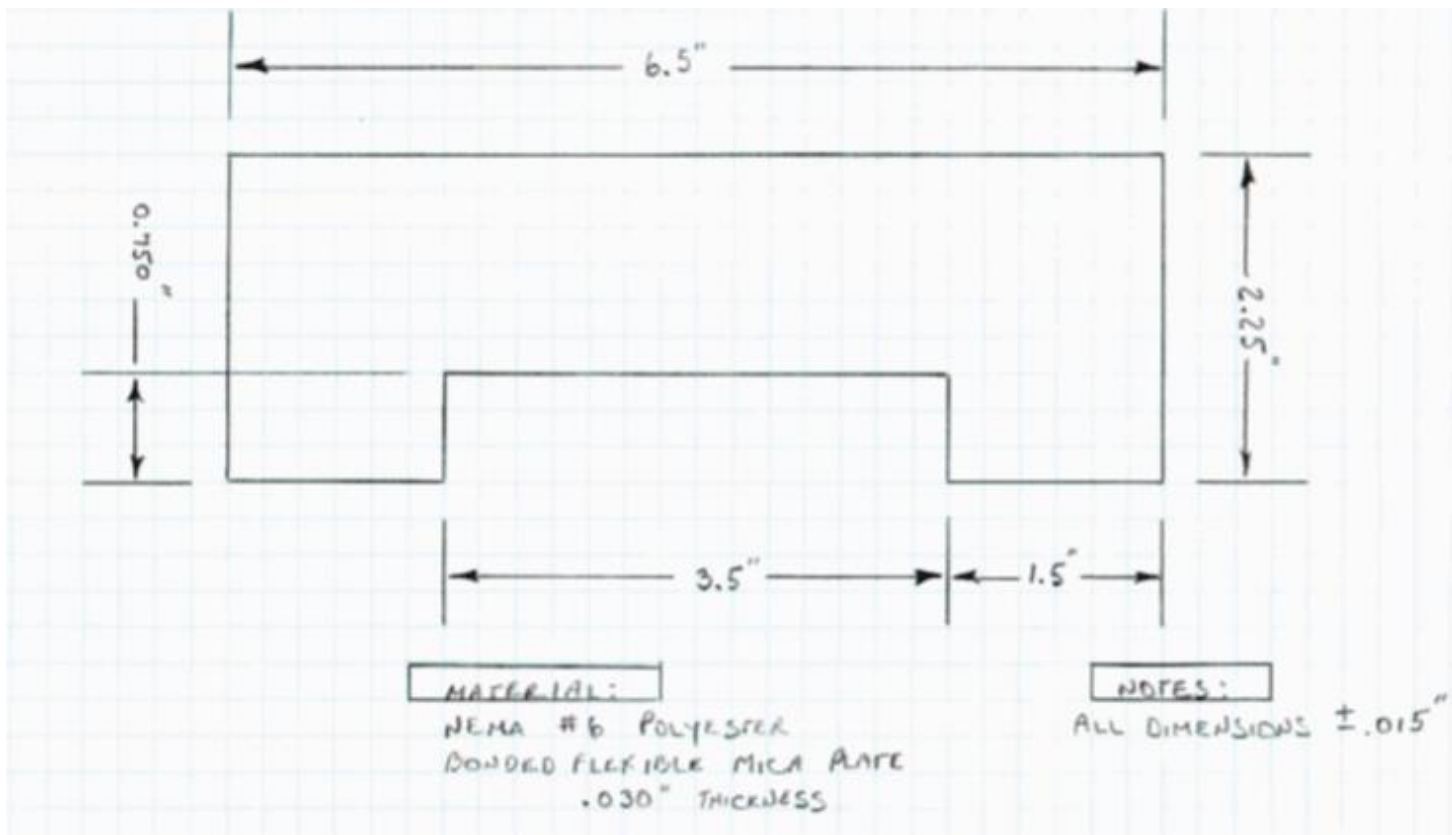 6.5"
0.750"
2.25"
3.5"
1.5"
MATERIAL:
NEMA #6 POLYESTER
BONDED FLEXIBLE MICA PLATE
.030" THICKNESS
NOTES:
ALL DIMENSIONS ±.015"